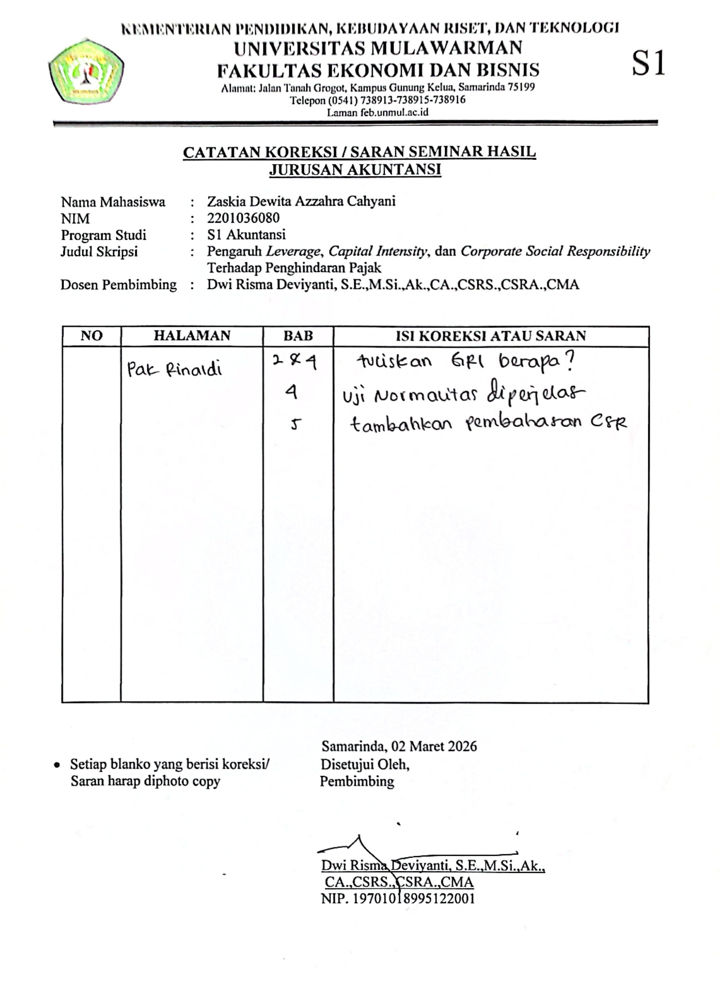 KEMENTERIAN PENDIDIKAN, KEBUDAYAAN RISET, DAN TEKNOLOGI
UNIVERSITAS MULAWARMAN
FAKULTAS EKONOMI DAN BISNIS
S1
Alamat: Jalan Tanah Grogot, Kampus Gunung Kelua, Samarinda 75199
Telepon (0541) 738913-738915-738916
Laman feb.unmul.ac.id
CATATAN KOREKSI / SARAN SEMINAR HASIL
JURUSAN AKUNTANSI
Nama Mahasiswa : Zaskia Dewita Azzahra Cahyani
NIM : 2201036080
Program Studi : S1 Akuntansi
Judul Skripsi : Pengaruh Leverage, Capital Intensity, dan Corporate Social Responsibility
Terhadap Penghindaran Pajak
Dosen Pembimbing : Dwi Risma Deviyanti, S.E.,M.Si.,Ak.,CA.,CSRS.,CSRA.,CMA
NO HALAMAN BAB ISI KOREKSI ATAU SARAN
Pak Rinaldi 2 & 4 tuliskan GRI berapa?
4 Uji Normalitas diperjelas
5 tambahkan pembahasan CSR
Samarinda, 02 Maret 2026
• Setiap blanko yang berisi koreksi/ Disetujui Oleh,
Saran harap diphoto copy Pembimbing
Dwi Risma Deviyanti, S.E.,M.Si.,Ak.,
CA.,CSRS.,CSRA.,CMA
NIP. 19701018995122001